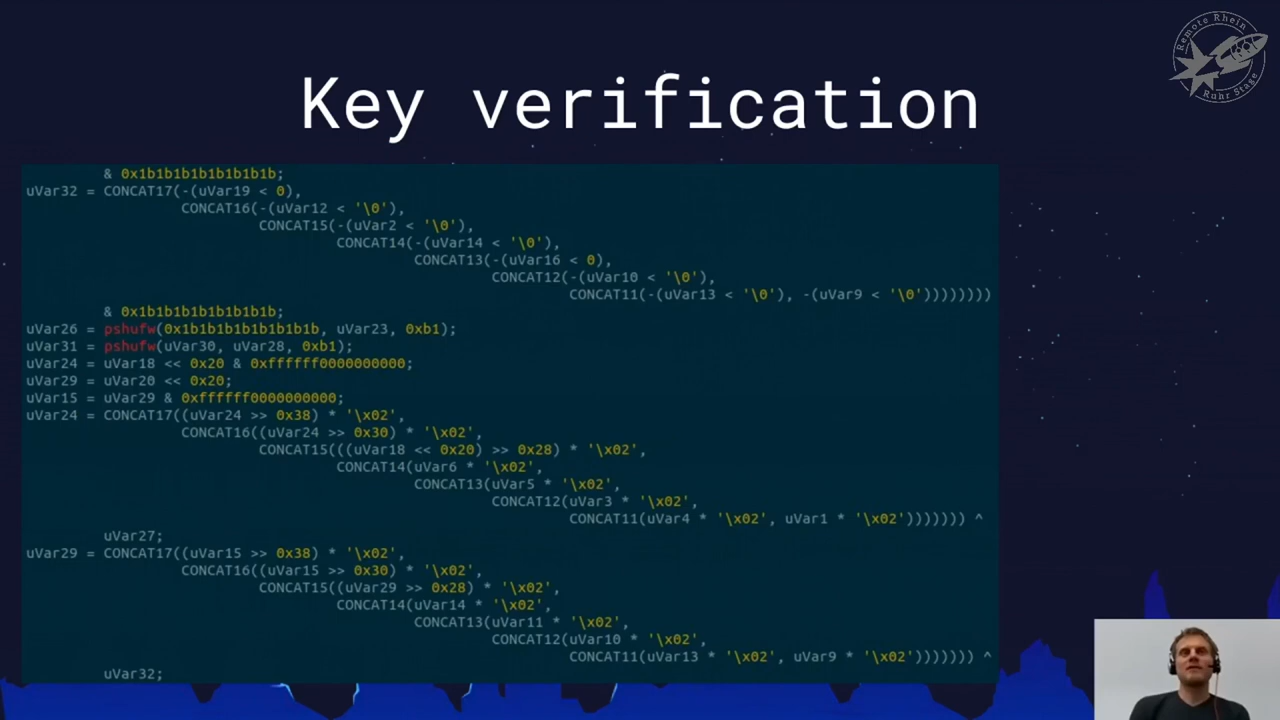 Remote Rhein
Ruhr Stage
Key verification
& 0x1b1b1b1b1b1b1b1b;
uVar32 = CONCAT17(-(uVar19 < 0),
CONCAT16(-(uVar12 < '\0'),
CONCAT15(-(uVar2 < '\0'),
CONCAT14(-(uVar14 < '\0'),
CONCAT13(-(uVar16 < 0),
CONCAT12(-(uVar10 < '\0'),
CONCAT11(-(uVar13 < '\0'), -(uVar9 < '\0'))))))))
& 0x1b1b1b1b1b1b1b1b;
uVar26 = pshufw(0x1b1b1b1b1b1b1b1b, uVar23, 0xb1);
uVar31 = pshufw(uVar30, uVar28, 0xb1);
uVar24 = uVar18 << 0x20 & 0xffffff0000000000;
uVar29 = uVar20 << 0x20;
uVar15 = uVar29 & 0xffffff0000000000;
uVar24 = CONCAT17((uVar24 >> 0x38) * '\x02',
CONCAT16((uVar24 >> 0x30) * '\x02',
CONCAT15(((uVar18 << 0x20) >> 0x28) * '\x02',
CONCAT14(uVar6 * '\x02',
CONCAT13(uVar5 * '\x02',
CONCAT12(uVar3 * '\x02',
CONCAT11(uVar4 * '\x02', uVar1 * '\x02'))))))) ^
uVar27;
uVar29 = CONCAT17((uVar15 >> 0x38) * '\x02',
CONCAT16((uVar15 >> 0x30) * '\x02',
CONCAT15((uVar29 >> 0x28) * '\x02',
CONCAT14(uVar14 * '\x02',
CONCAT13(uVar11 * '\x02',
CONCAT12(uVar10 * '\x02',
CONCAT11(uVar13 * '\x02', uVar9 * '\x02'))))))) ^
uVar32;